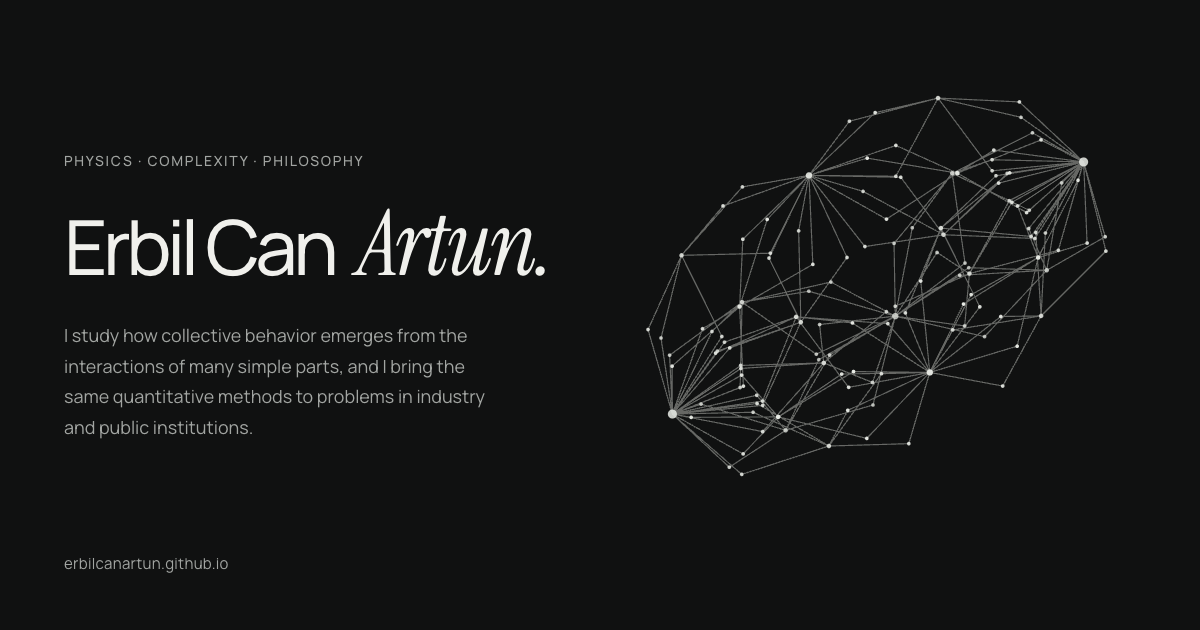 PHYSICS · COMPLEXITY · PHILOSOPHY
Erbil Can Artun.
I study how collective behavior emerges from the
interactions of many simple parts, and I bring the
same quantitative methods to problems in industry
and public institutions.
erbilcanartun.github.io